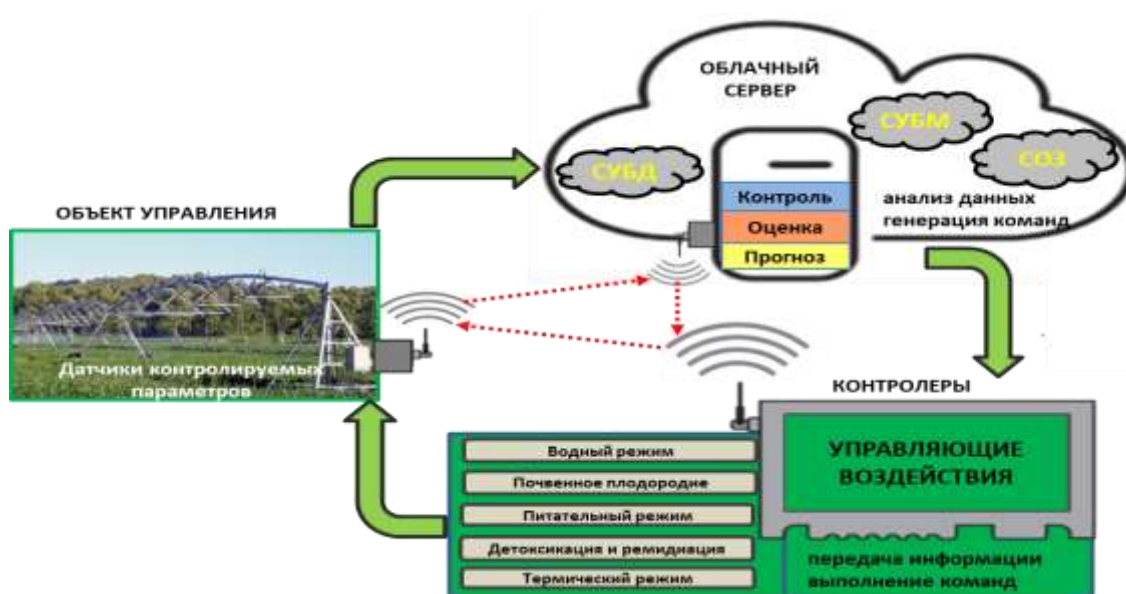 ОБЛАЧНЫЙ
СЕРВЕР
СУБМ
СОЗ
СУБД
Контроль
Оценка
Прогноз
анализ данных
генерация команд
ОБЪЕКТ УПРАВЛЕНИЯ
Датчики контролируемых
параметров
КОНТРОЛЕРЫ
УПРАВЛЯЮЩИЕ
ВОЗДЕЙСТВИЯ
Водный режим
Почвенное плодородие
Питательный режим
Детоксикация и ремидиация
Термический режим
передача информации
выполнение команд